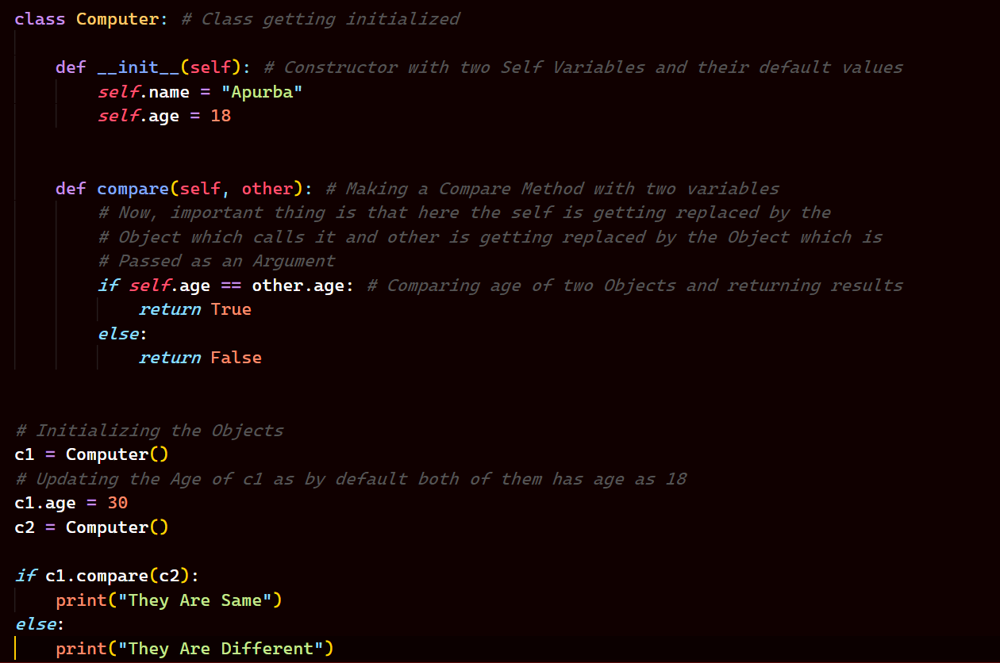 class Computer: # Class getting initialized
def __init__(self): # Constructor with two Self Variables and their default values
self.name = "Apurba"
self.age = 18
def compare(self, other): # Making a Compare Method with two variables
# Now, important thing is that here the self is getting replaced by the
# Object which calls it and other is getting replaced by the Object which is
# Passed as an Argument
if self.age == other.age: # Comparing age of two Objects and returning results
return True
else:
return False
# Initializing the Objects
c1 = Computer()
# Updating the Age of c1 as by default both of them has age as 18
c1.age = 30
c2 = Computer()
if c1.compare(c2):
print("They Are Same")
else:
print("They Are Different")